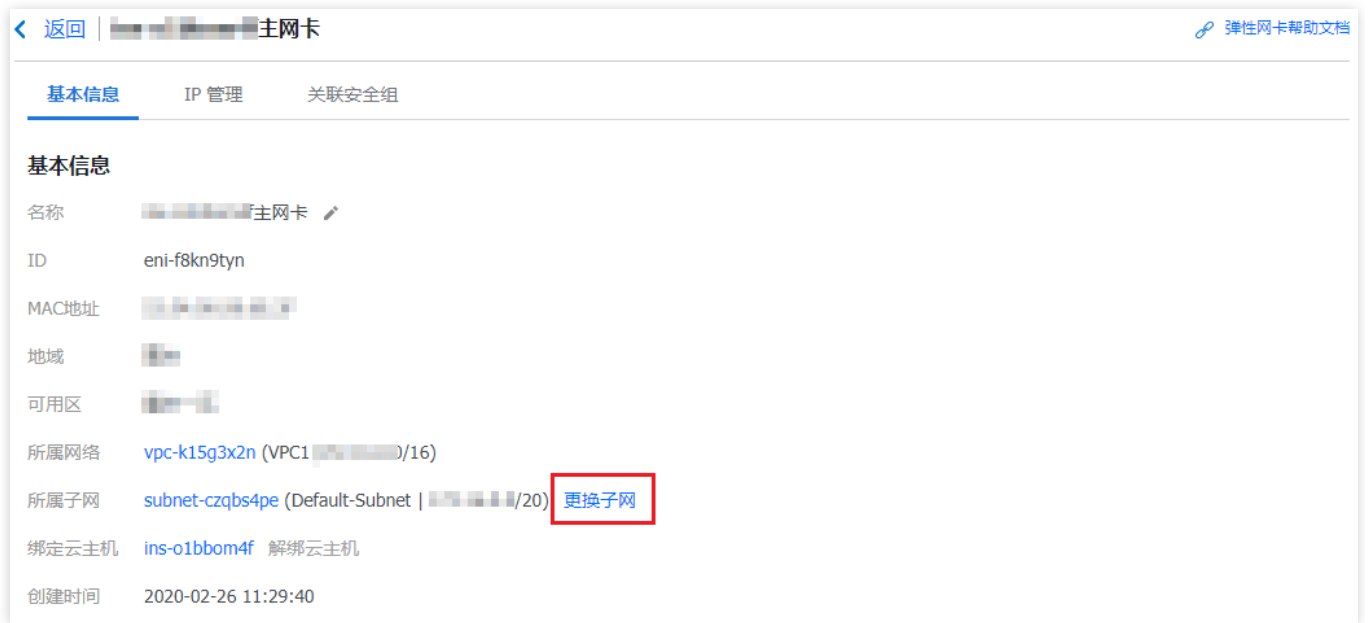 返回 主网卡 弹性网卡帮助文档
基本信息 IP 管理 关联安全组
基本信息
名称 主网卡
ID eni-f8kn9tyn
MAC地址
地域
可用区
所属网络 vpc-k15g3x2n (VPC1 0/16)
所属子网 subnet-czqbs4pe (Default-Subnet | /20) 更换子网
绑定云主机 ins-o1bbom4f 解绑云主机
创建时间 2020-02-26 11:29:40